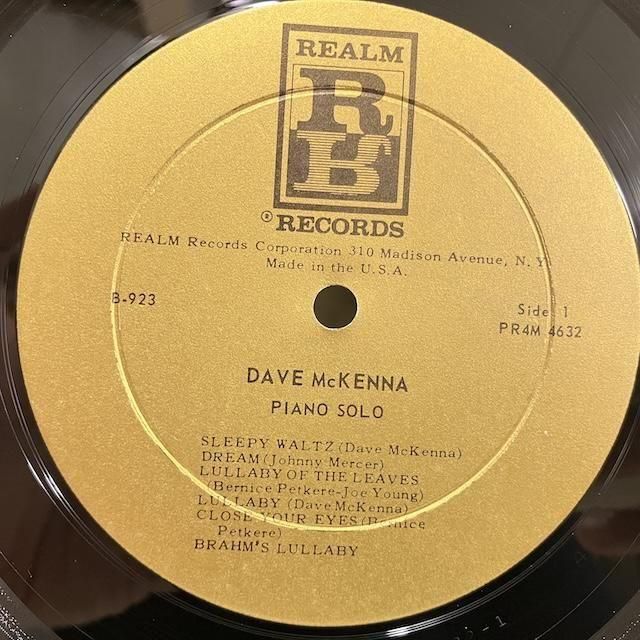 REALM
R
R
® RECORDS
REALM Records Corporation 310 Madison Avenue, N.Y.
Made in the U.S.A.
B-923
Side 1
PR4M 4632
DAVE McKENNA
PIANO SOLO
SLEEPY WALTZ (Dave McKenna)
DREAM (Johnny Mercer)
LULLABY OF THE LEAVES
(Bernice Petkere-Joe Young)
LULLABY (Dave McKenna)
CLOSE YOUR EYES (Bernice
Petkere)
BRAHM'S LULLABY